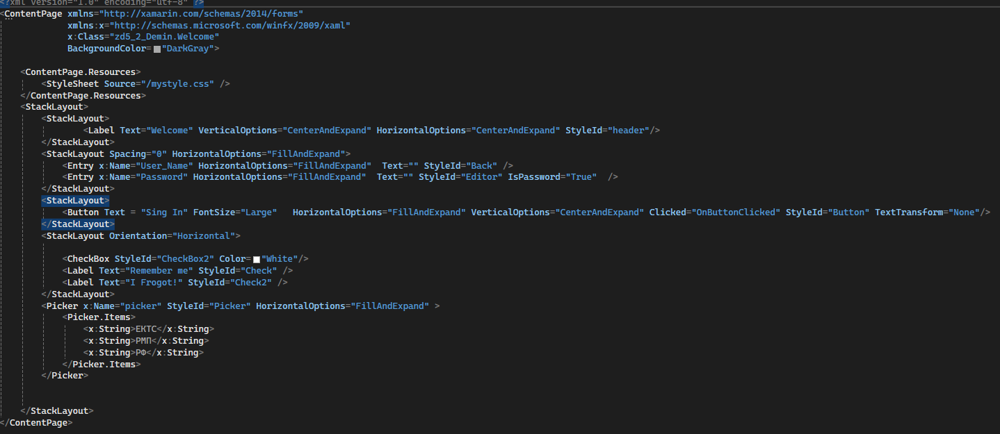 <?xml version="1.0" encoding="utf-8" ?>
<ContentPage xmlns="http://xamarin.com/schemas/2014/forms"
xmlns:x="http://schemas.microsoft.com/winfx/2009/xaml"
x:Class="zd5_2_Demin.Welcome"
BackgroundColor="DarkGray">
<ContentPage.Resources>
<StyleSheet Source="/mystyle.css" />
</ContentPage.Resources>
<StackLayout>
<StackLayout>
<Label Text="Welcome" VerticalOptions="CenterAndExpand" HorizontalOptions="CenterAndExpand" StyleId="header"/>
</StackLayout>
<StackLayout Spacing="0" HorizontalOptions="FillAndExpand">
<Entry x:Name="User_Name" HorizontalOptions="FillAndExpand"  Text="" StyleId="Back" />
<Entry x:Name="Password" HorizontalOptions="FillAndExpand"  Text="" StyleId="Editor" IsPassword="True"  />
</StackLayout>
<StackLayout>
<Button Text = "Sing In" FontSize="Large"   HorizontalOptions="FillAndExpand" VerticalOptions="CenterAndExpand" Clicked="OnButtonClicked" StyleId="Button" TextTransform="None"/>
</StackLayout>
<StackLayout Orientation="Horizontal">
<CheckBox StyleId="CheckBox2" Color="White"/>
<Label Text="Remember me" StyleId="Check" />
<Label Text="I Frogot!" StyleId="Check2" />
</StackLayout>
<Picker x:Name="picker" StyleId="Picker" HorizontalOptions="FillAndExpand" >
<Picker.Items>
<x:String>ЕКТС</x:String>
<x:String>РМП</x:String>
<x:String>РФ</x:String>
</Picker.Items>
</Picker>
</StackLayout>
</ContentPage>